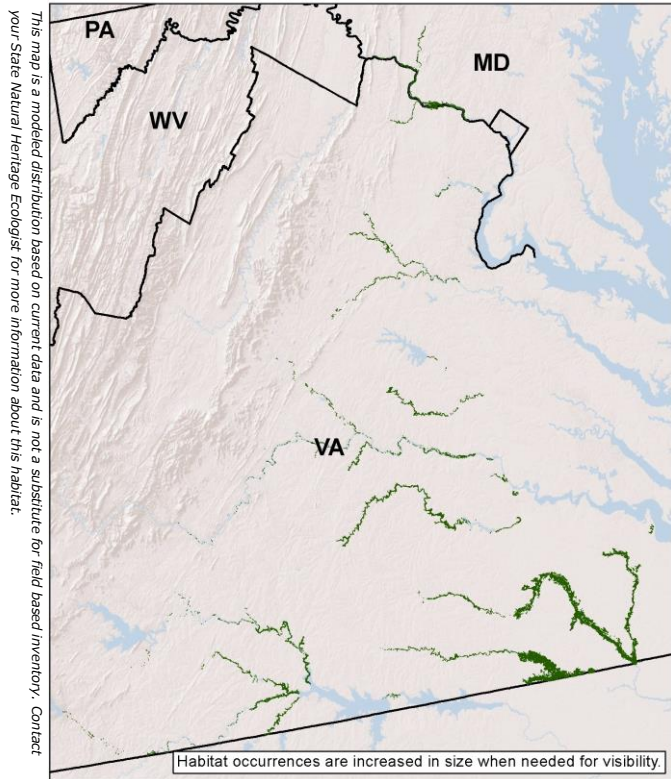 PA
MD
WV
VA
Habitat occurrences are increased in size when needed for visibility.
This map is a modeled distribution based on current data and is not a substitute for field based inventory. Contact
your State Natural Heritage Ecologist for more information about this habitat.